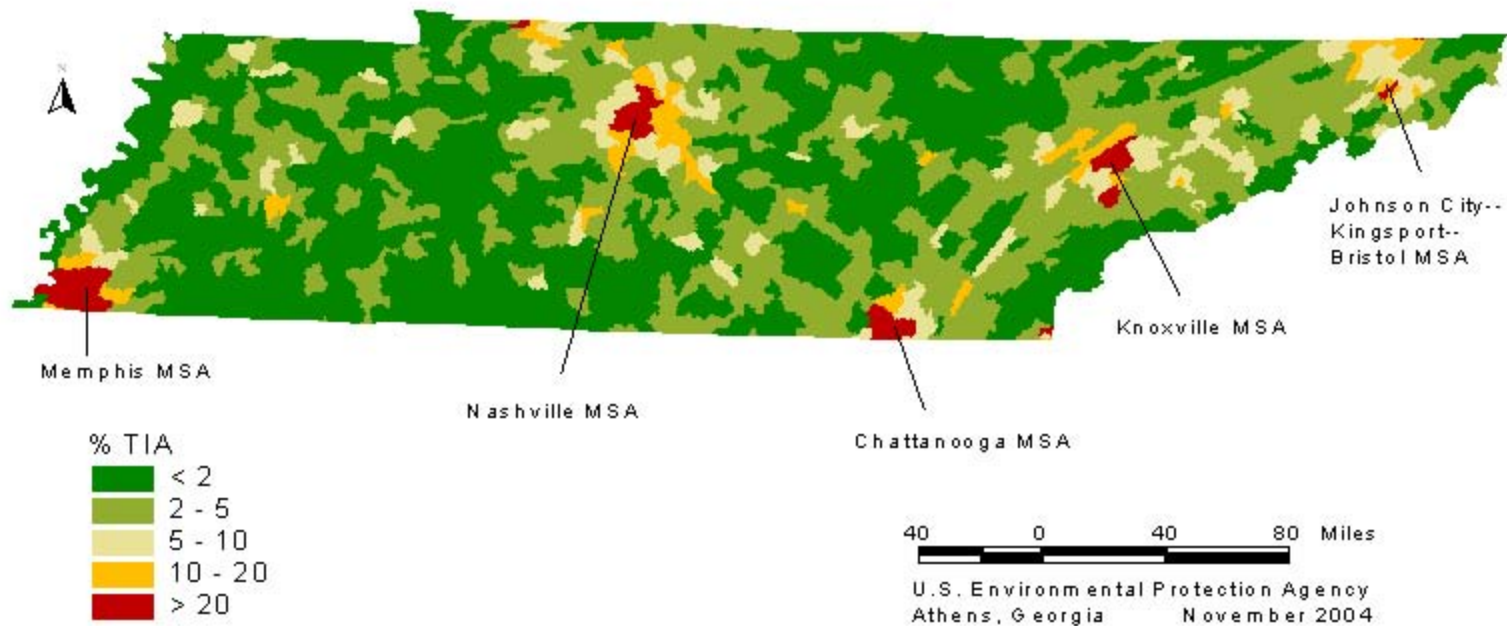 N
Johnson City--
Kingsport--
Bristol MSA
Knoxville MSA
Memphis MSA
Nashville MSA
Chattanooga MSA
% TIA
< 2
2 - 5
5 - 10
10 - 20
> 20
40 0 40 80 Miles
U.S. Environmental Protection Agency
Athens, Georgia November 2004